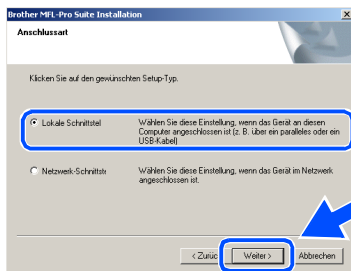 Brother MFL-Pro Suite Installation
Anschlussart
Klicken Sie auf den gewünschten Setup-Typ.
Lokale Schnittstel
Wählen Sie diese Einstellung, wenn das Gerät an diesen
Computer angeschlossen ist (z. B. über ein paralleles oder ein
USB-Kabel)
Netzwerk-Schnittste
Wählen Sie diese Einstellung, wenn das Gerät im Netzwerk
angeschlossen ist.
< Zurüc
Weiter >
Abbrechen